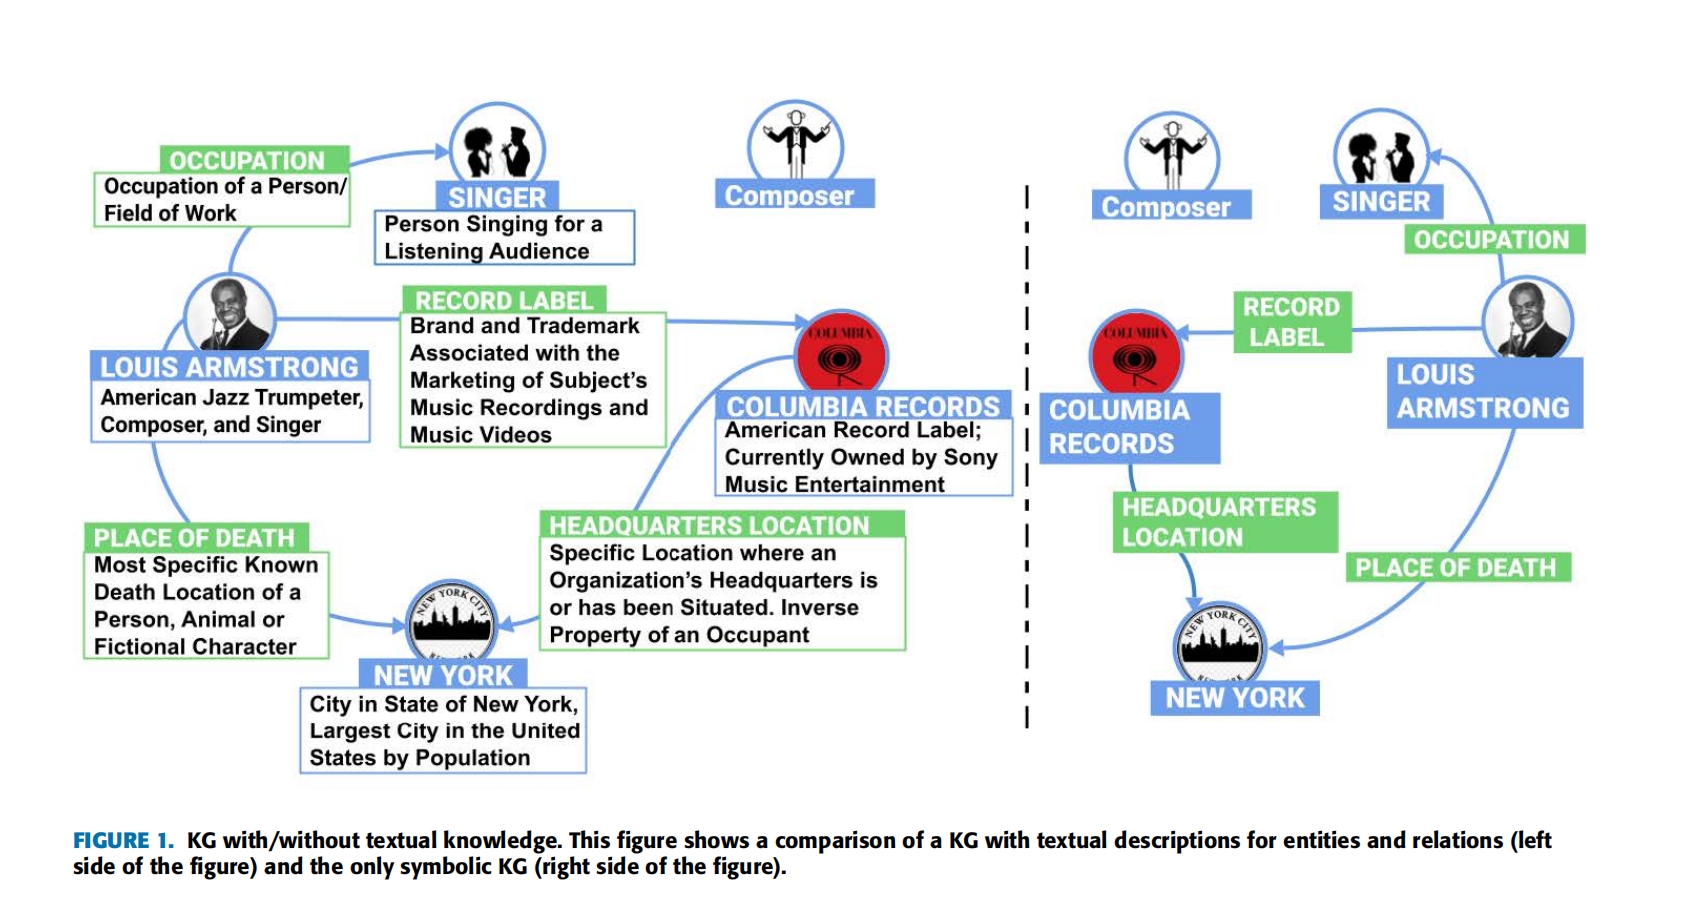 OCCUPATION
Occupation of a Person/
Field of Work
SINGER
Person Singing for a
Listening Audience
Composer
LOUIS ARMSTRONG
American Jazz Trumpeter,
Composer, and Singer
RECORD LABEL
Brand and Trademark
Associated with the
Marketing of Subject's
Music Recordings and
Music Videos
COLUMBIA
COLUMBIA RECORDS
American Record Label;
Currently Owned by Sony
Music Entertainment
PLACE OF DEATH
Most Specific Known
Death Location of a
Person, Animal or
Fictional Character
HEADQUARTERS LOCATION
Specific Location where an
Organization's Headquarters is
or has been Situated. Inverse
Property of an Occupant
NEW YORK CITY
NEW YORK
City in State of New York,
Largest City in the United
States by Population
Composer
SINGER
OCCUPATION
RECORD
LABEL
COLUMBIA
LOUIS
ARMSTRONG
COLUMBIA
RECORDS
HEADQUARTERS
LOCATION
PLACE OF DEATH
NEW YORK CITY
NEW YORK
FIGURE 1. KG with/without textual knowledge. This figure shows a comparison of a KG with textual descriptions for entities and relations (left
side of the figure) and the only symbolic KG (right side of the figure).